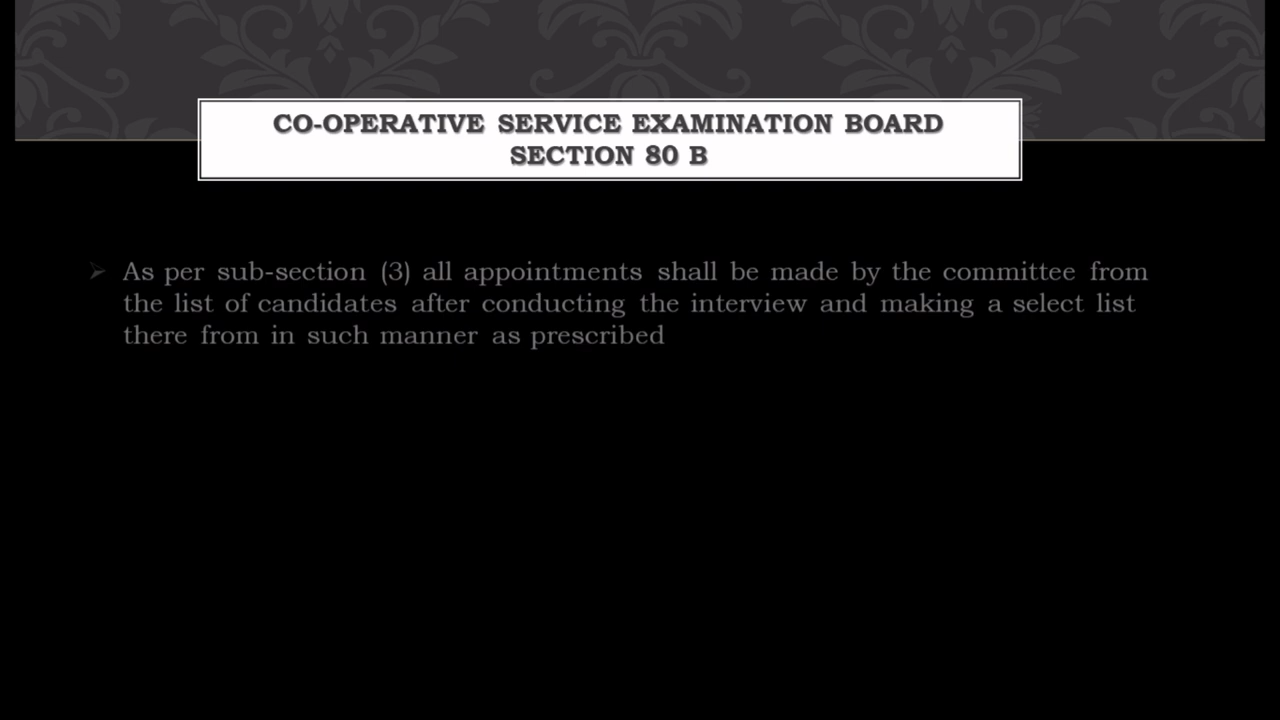 CO-OPERATIVE SERVICE EXAMINATION BOARD
SECTION 80 B
➢ As per sub-section (3) all appointments shall be made by the committee from
the list of candidates after conducting the interview and making a select list
there from in such manner as prescribed